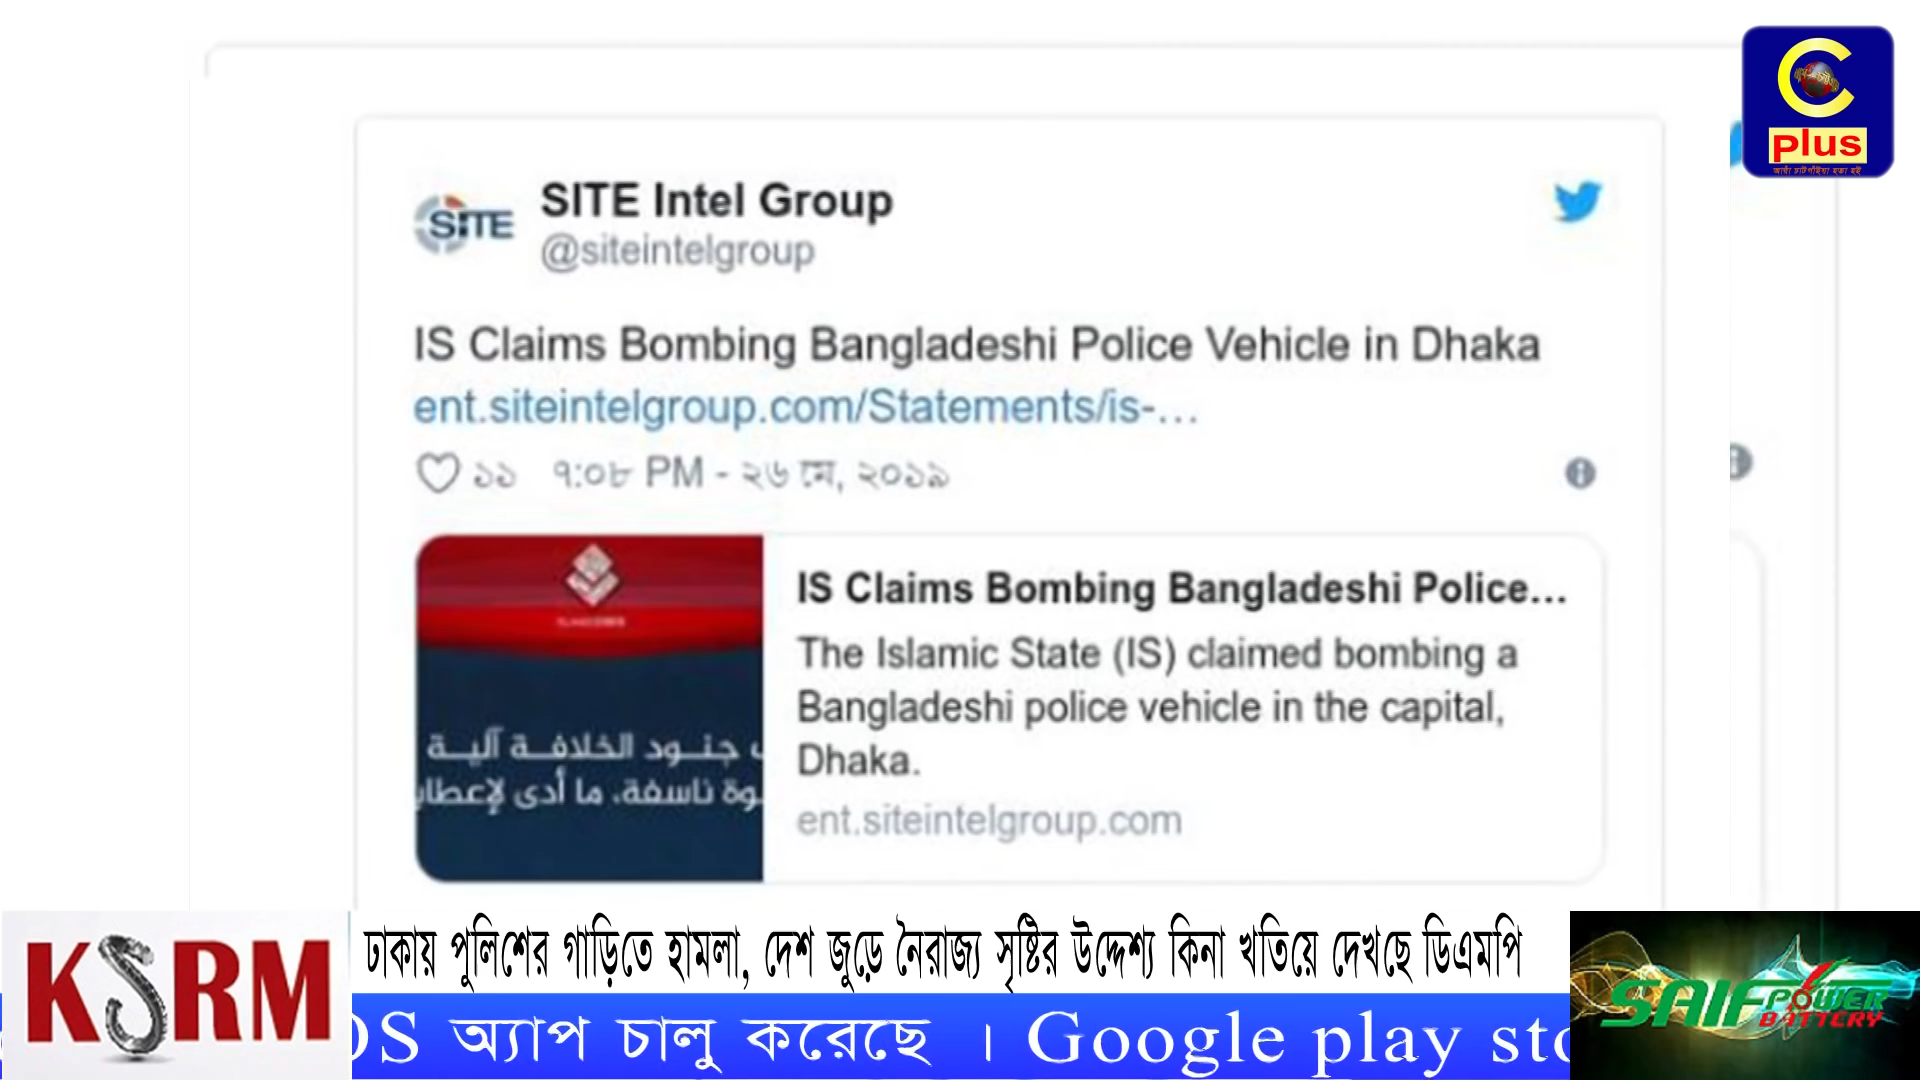 C
plus
SITE
SITE Intel Group
@siteintelgroup
IS Claims Bombing Bangladeshi Police Vehicle in Dhaka
ent.siteintelgroup.com/Statements/is-…
১১ ৭:০৮ PM - ২৬ মে, ২০১৯
IS Claims Bombing Bangladeshi Police…
The Islamic State (IS) claimed bombing a
Bangladeshi police vehicle in the capital,
Dhaka.
ent.siteintelgroup.com
جنود الخلافة آلية
ناسفة، ما أدى لإعطا
ঢাকায় পুলিশের গাড়িতে হামলা, দেশ জুড়ে নৈরাজ্য সৃষ্টির উদ্দেশ্য কিনা খতিয়ে দেখছে ডিএমপি
KSRM
OS অ্যাপ চালু করেছে । Google play sto
SAIF POWER
BATTERY